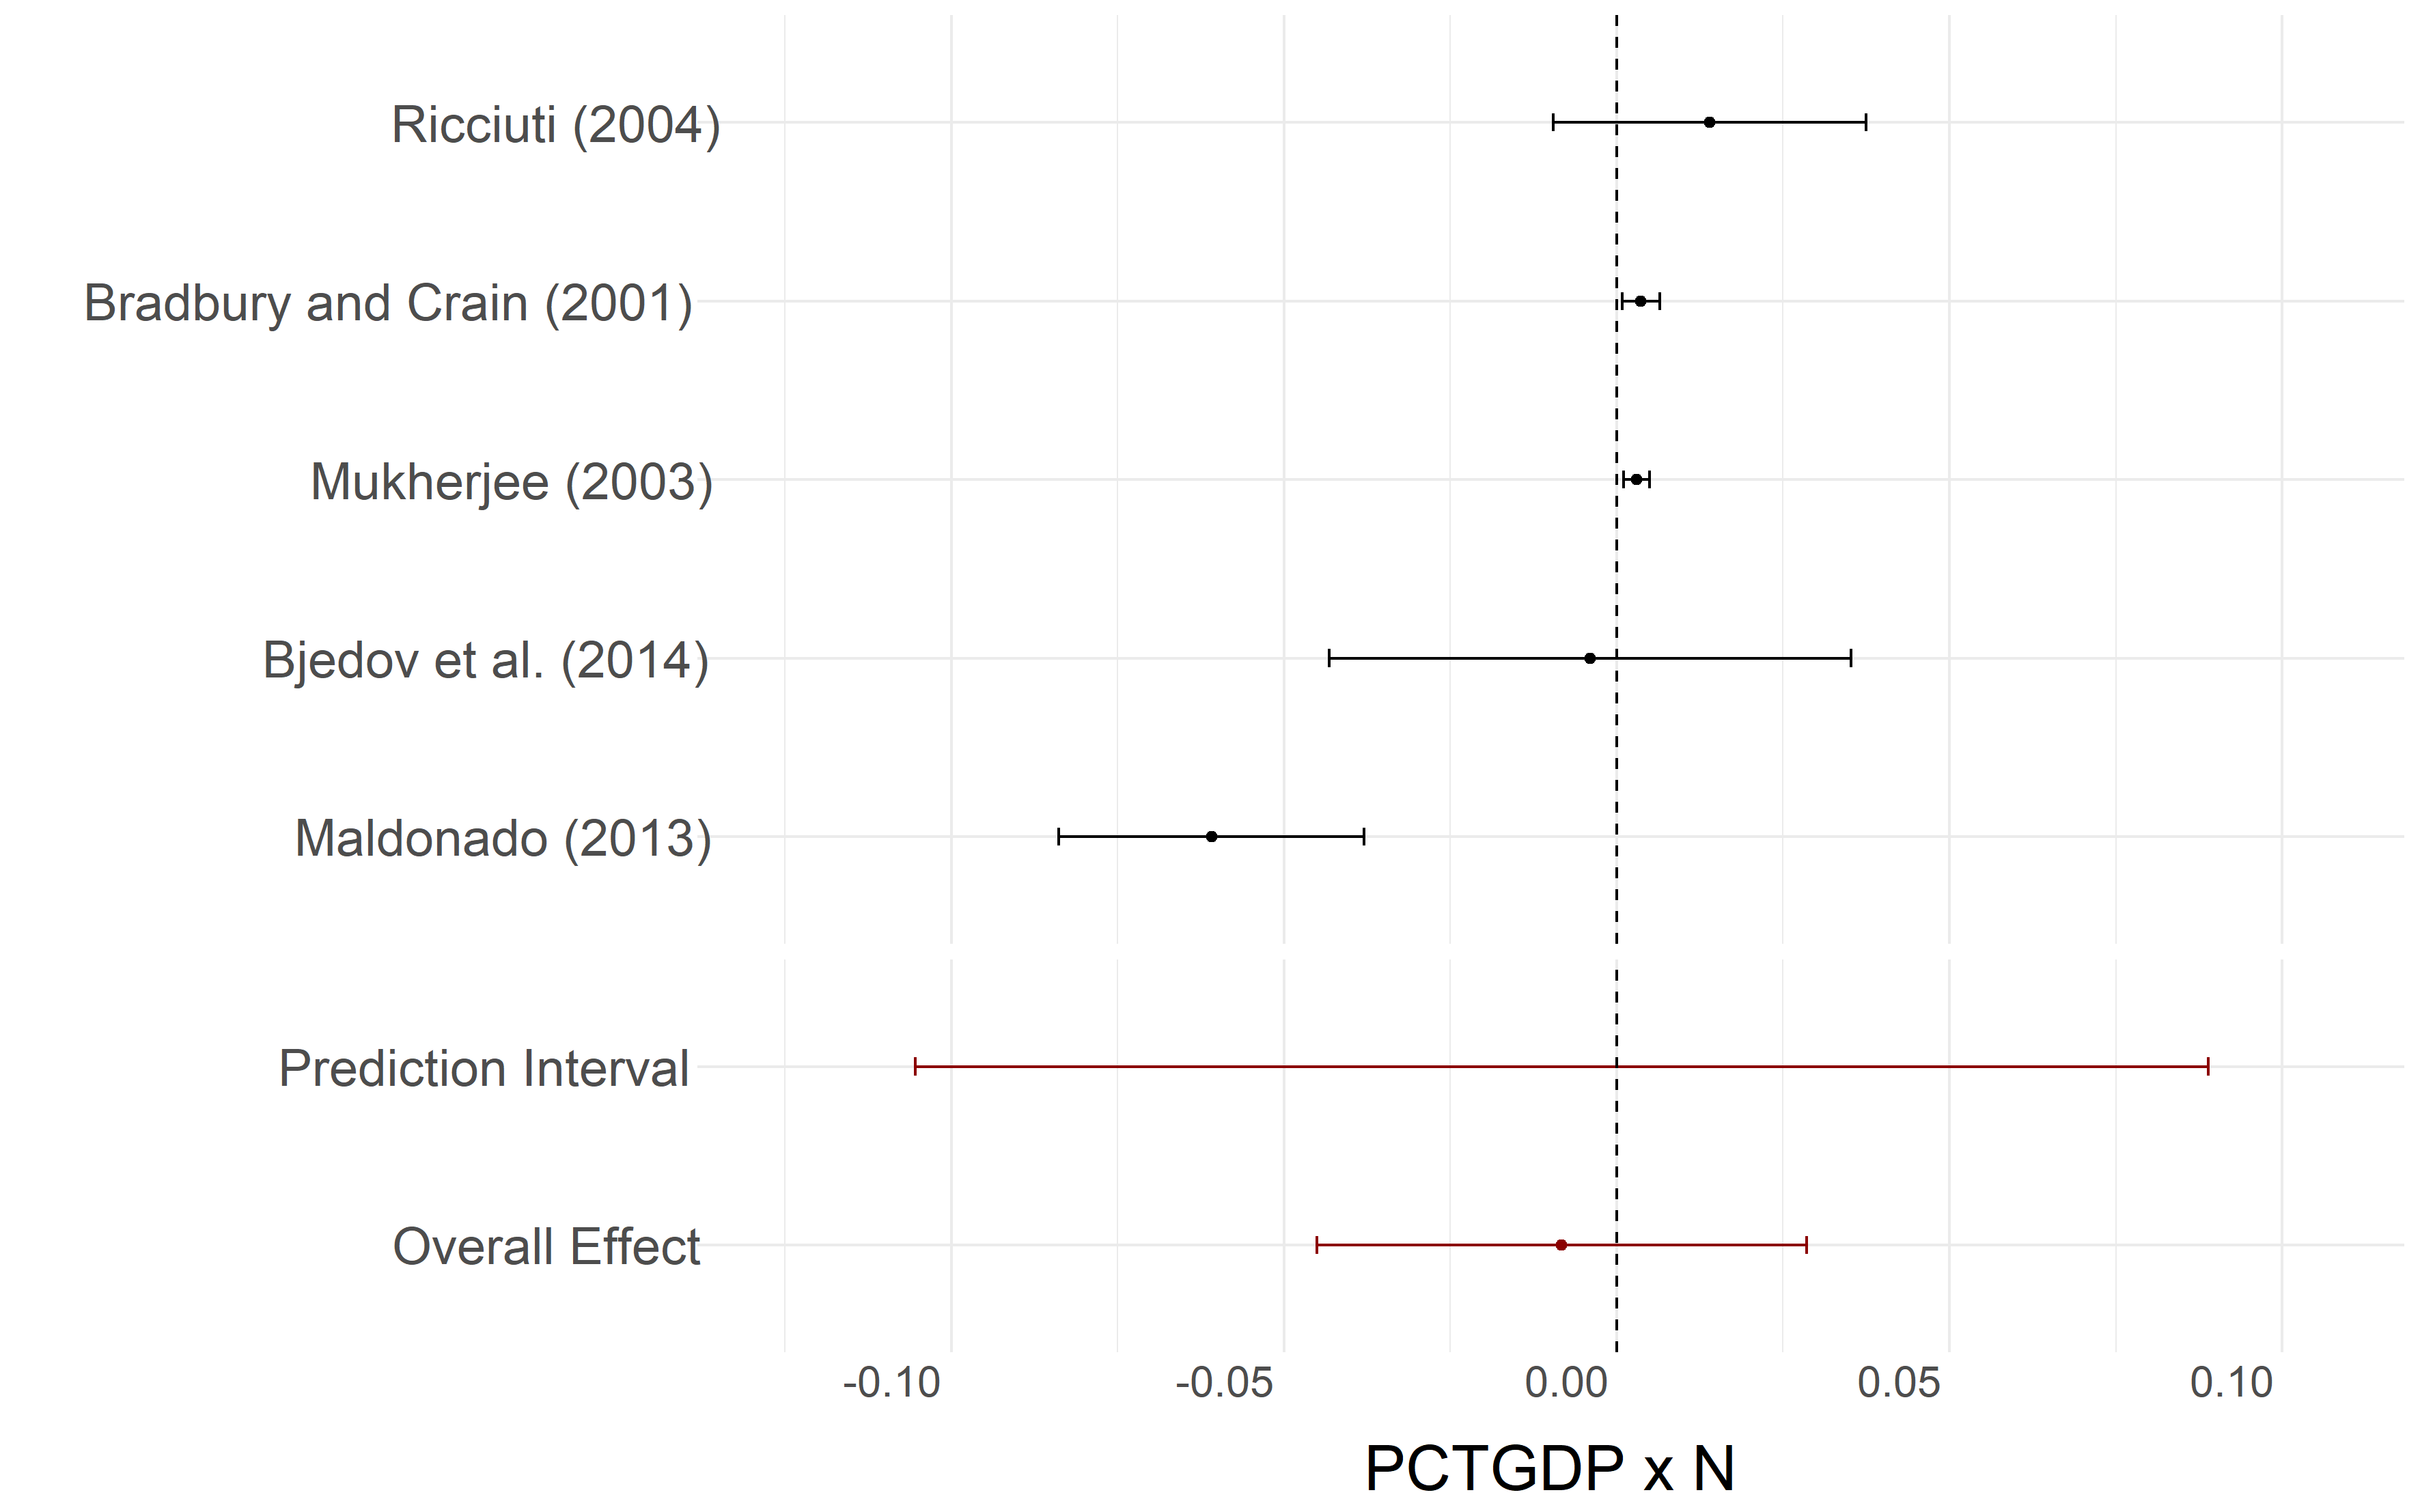 Ricciuti (2004)
Bradbury and Crain (2001)
Mukherjee (2003)
Bjedov et al. (2014)
Maldonado (2013)
Prediction Interval
Overall Effect
-0.10 -0.05 0.00 0.05 0.10
PCTGDP x N